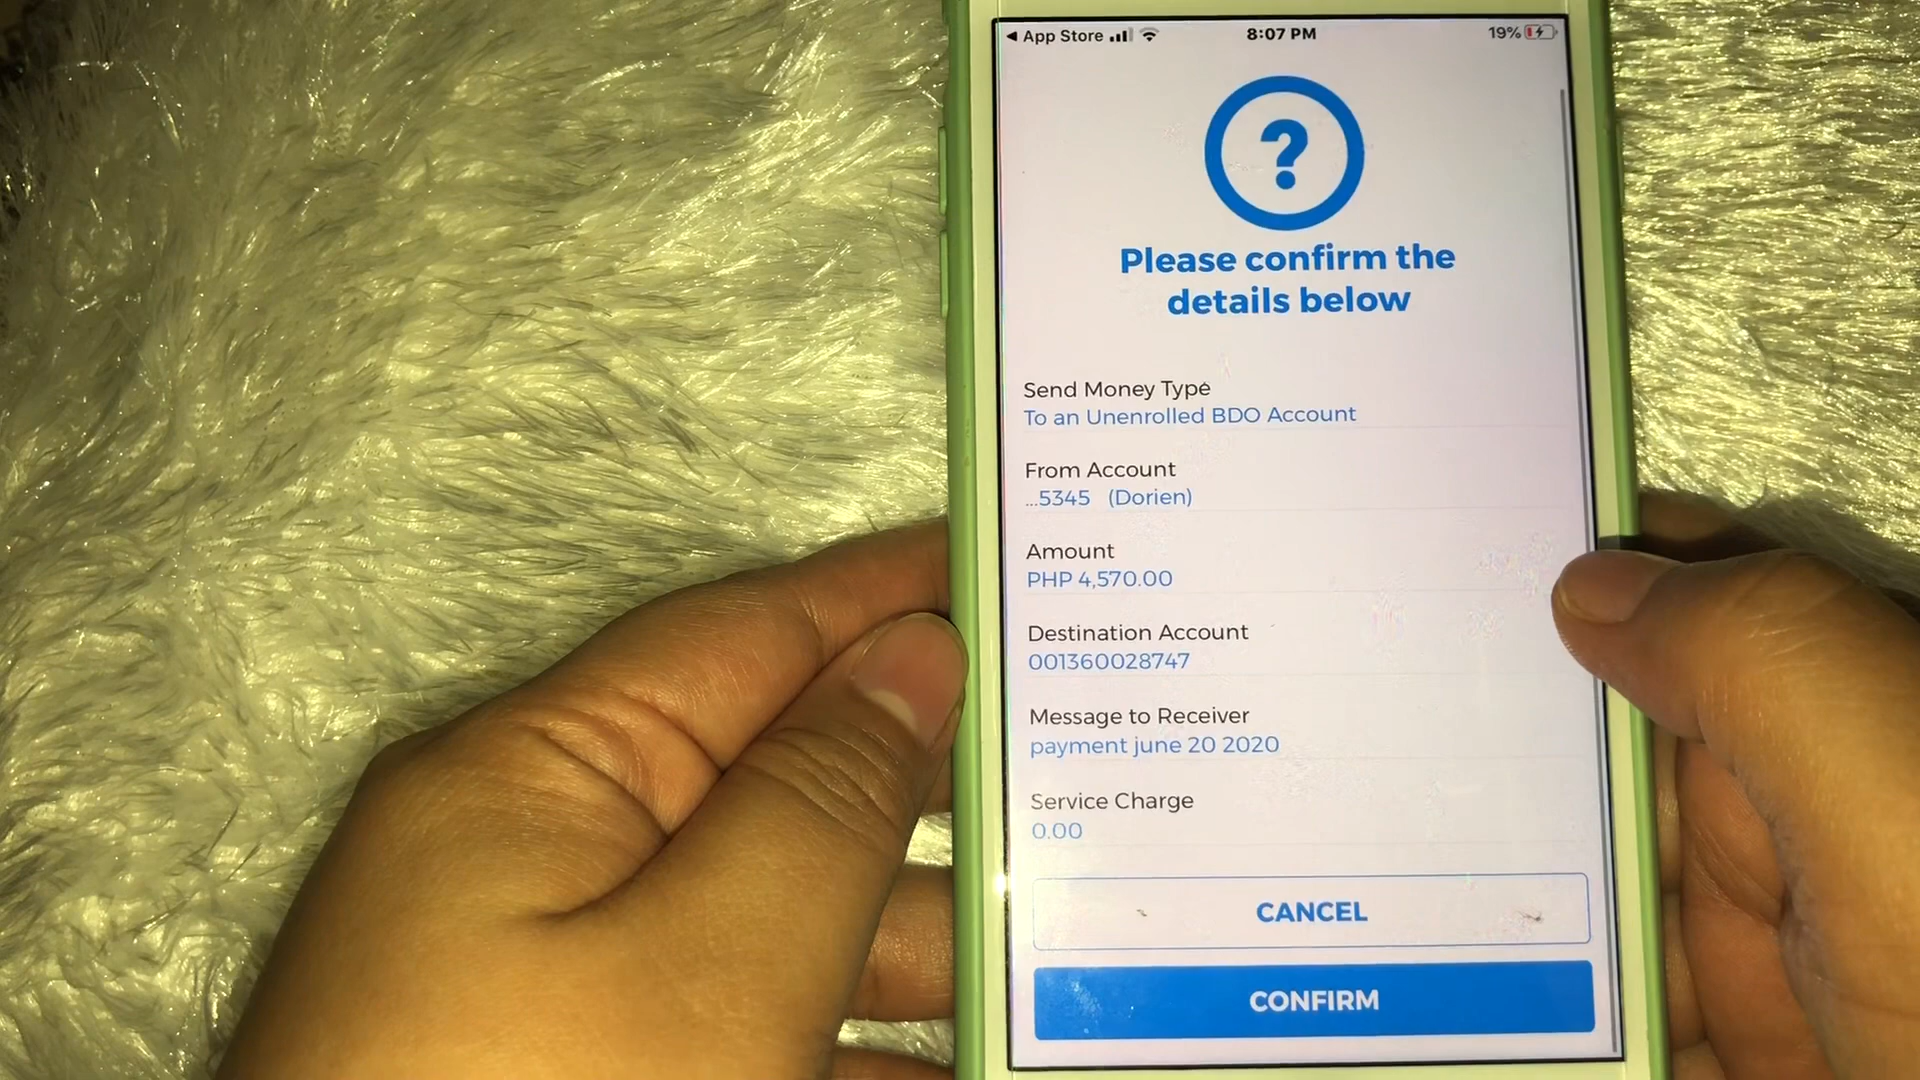 App Store
8:07 PM
19%
?
Please confirm the
details below
Send Money Type
To an Unenrolled BDO Account
From Account
...5345 (Dorien)
Amount
PHP 4,570.00
Destination Account
001360028747
Message to Receiver
payment june 20 2020
Service Charge
0.00
CANCEL
CONFIRM